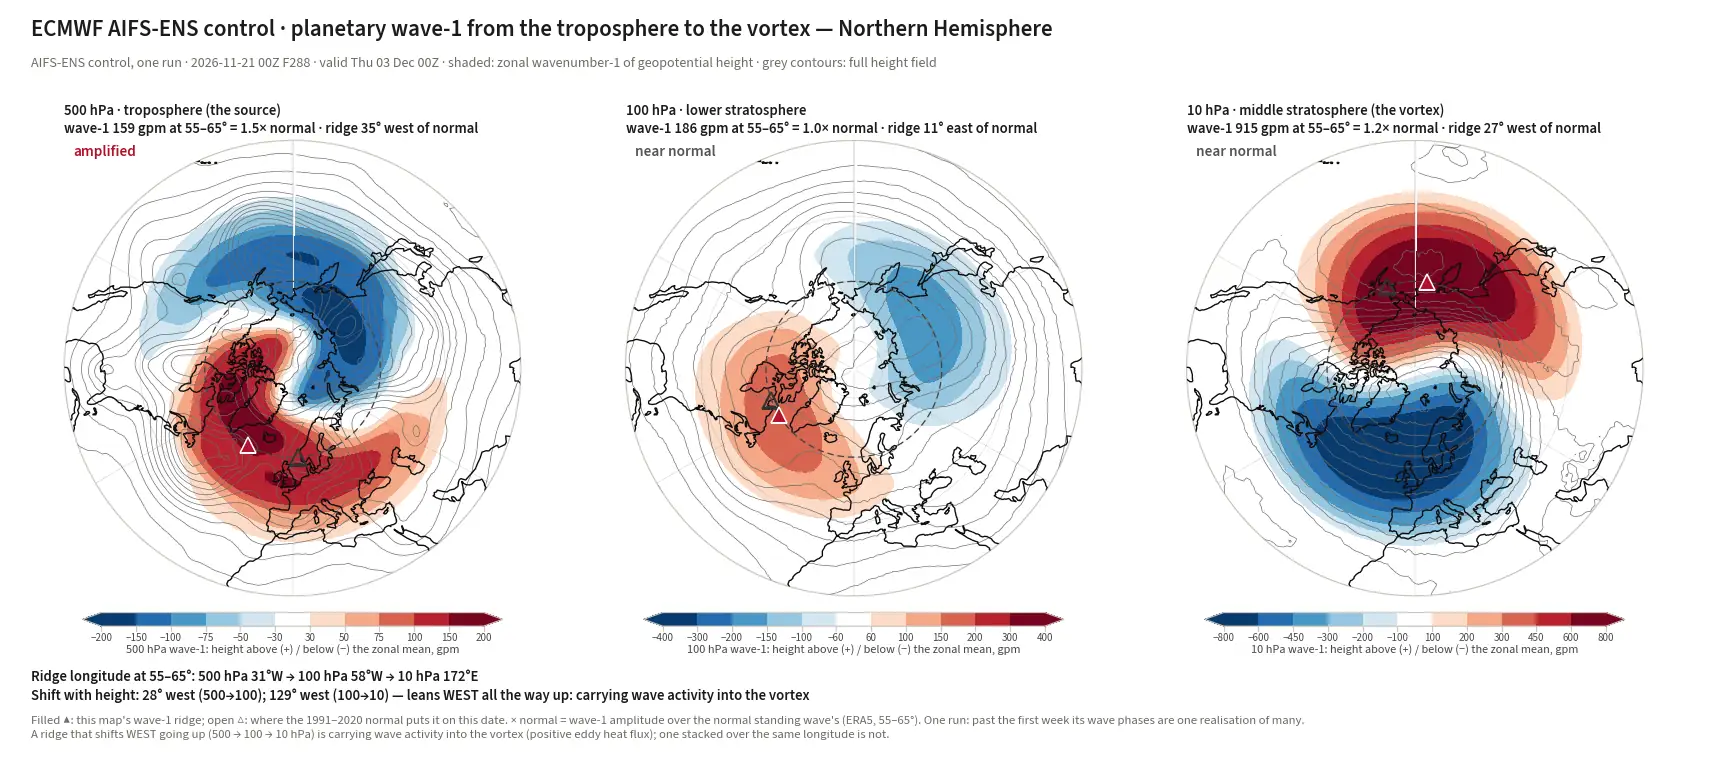 ECMWF AIFS-ENS control · planetary wave-1 from the troposphere to the vortex — Northern Hemisphere
AIFS-ENS control, one run · 2026-11-21 00Z F288 · valid Thu 03 Dec 00Z · shaded: zonal wavenumber-1 of geopotential height · grey contours: full height field
500 hPa · troposphere (the source)
wave-1 159 gpm at 55–65° = 1.5× normal · ridge 35° west of normal
amplified
100 hPa · lower stratosphere
wave-1 186 gpm at 55–65° = 1.0× normal · ridge 11° east of normal
near normal
10 hPa · middle stratosphere (the vortex)
wave-1 915 gpm at 55–65° = 1.2× normal · ridge 27° west of normal
near normal
−200 −150 −100 −75 −50 −30 30 50 75 100 150 200
500 hPa wave-1: height above (+) / below (−) the zonal mean, gpm
−400 −300 −200 −150 −100 −60 60 100 150 200 300 400
100 hPa wave-1: height above (+) / below (−) the zonal mean, gpm
−800 −600 −450 −300 −200 −100 100 200 300 450 600 800
10 hPa wave-1: height above (+) / below (−) the zonal mean, gpm
Ridge longitude at 55–65°: 500 hPa 31°W → 100 hPa 58°W → 10 hPa 172°E
Shift with height: 28° west (500→100); 129° west (100→10) — leans WEST all the way up: carrying wave activity into the vortex
Filled ▲: this map's wave-1 ridge; open △: where the 1991–2020 normal puts it on this date. × normal = wave-1 amplitude over the normal standing wave's (ERA5, 55–65°). One run: past the first week its wave phases are one realisation of many.
A ridge that shifts WEST going up (500 → 100 → 10 hPa) is carrying wave activity into the vortex (positive eddy heat flux); one stacked over the same longitude is not.